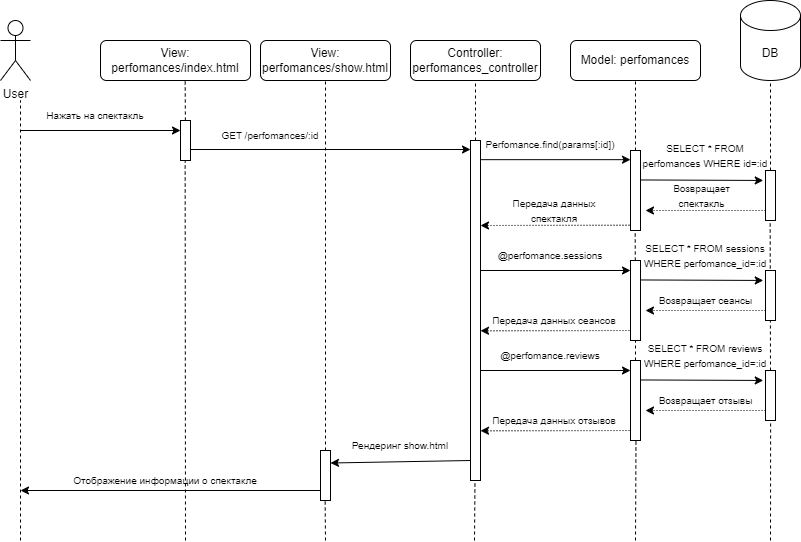 User
View:
perfomances/index.html
View:
perfomances/show.html
Controller:
perfomances_controller
Model: perfomances
DB
Нажать на спектакль
GET /perfomances/:id
Perfomance.find(params[:id])
SELECT * FROM
perfomances WHERE id=:id
Возвращает
спектакль
Передача данных
спектакля
@perfomance.sessions
SELECT * FROM sessions
WHERE perfomance_id=:id
Возвращает сеансы
Передача данных сеансов
@perfomance.reviews
SELECT * FROM reviews
WHERE perfomance_id=:id
Возвращает отзывы
Передача данных отзывов
Рендеринг show.html
Отображение информации о спектакле